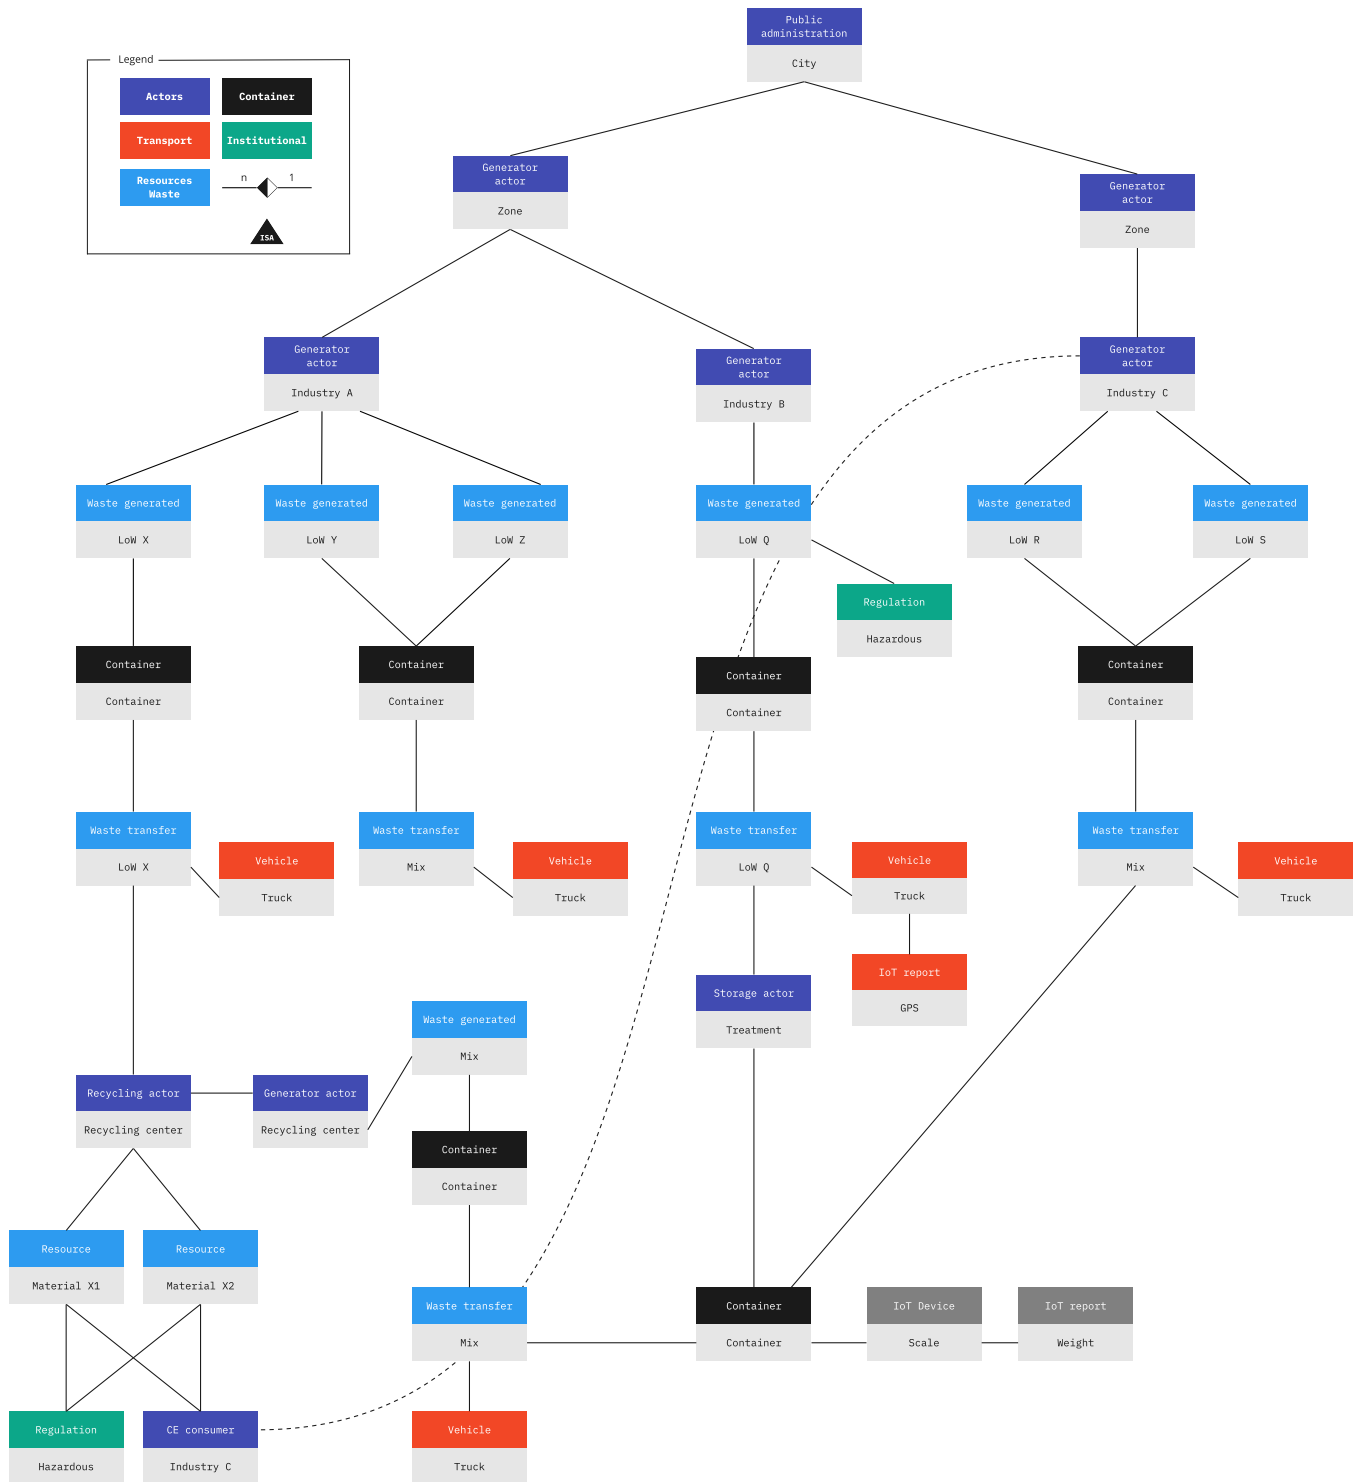 Public
administration
City
Legend
Actors
Container
Transport
Institutional
Resources
Waste
n
1
ISA
Generator
actor
Zone
Generator
actor
Zone
Generator
actor
Industry A
Generator
actor
Industry B
Generator
actor
Industry C
Waste generated
LoW X
Waste generated
LoW Y
Waste generated
LoW Z
Waste generated
LoW Q
Waste generated
LoW R
Waste generated
LoW S
Regulation
Hazardous
Container
Container
Container
Container
Container
Container
Container
Container
Waste transfer
LoW X
Vehicle
Truck
Waste transfer
Mix
Vehicle
Truck
Waste transfer
LoW Q
Vehicle
Truck
Waste transfer
Mix
Vehicle
Truck
IoT report
GPS
Storage actor
Treatment
Waste generated
Mix
Recycling actor
Recycling center
Generator actor
Recycling center
Container
Container
Resource
Material X1
Resource
Material X2
Waste transfer
Mix
Container
Container
IoT Device
Scale
IoT report
Weight
Regulation
Hazardous
CE consumer
Industry C
Vehicle
Truck